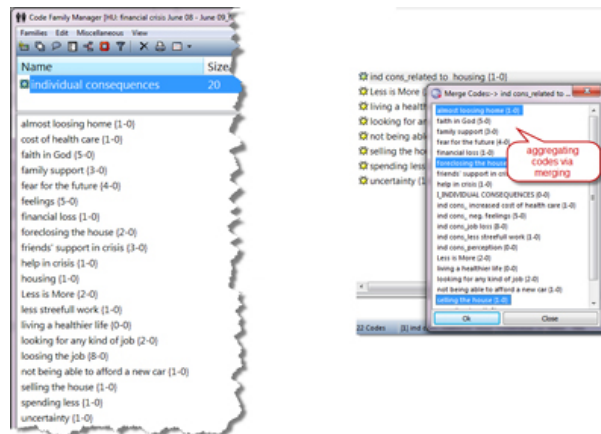 Code Family Manager [HU: financial crisis June 08 - June 09_
Families Edit Miscellaneous View
Name Size
individual consequences 20
almost loosing home {1-0}
cost of health care {1-0}
faith in God {5-0}
family support {3-0}
fear for the future {4-0}
feelings {5-0}
financial loss {1-0}
foreclosing the house {2-0}
friends' support in crisis {3-0}
help in crisis {1-0}
housing {1-0}
Less is More {2-0}
less streefull work {1-0}
living a healthier life {0-0}
looking for any kind of job {2-0}
loosing the job {8-0}
not being able to afford a new car {1-0}
selling the house {1-0}
spending less {1-0}
uncertainty {1-0}
ind cons_related to housing {1-0}
Less is More {2-
living a health
looking for an
not being abl
selling the ho
spending less
uncertainty {1
Merge Codes:-> ind cons_related to ...
almost loosing home {1-0}
faith in God {5-0}
family support {3-0}
fear for the future {4-0}
financial loss {1-0}
foreclosing the house
friends' support in cri
help in crisis {1-0}
I_INDIVIDUAL CONSEQUENCES {0-0}
ind cons_ increased cost of health care {1-0}
ind cons_ neg. feelings {5-0}
ind cons_job loss {8-0}
ind cons_less streefull work {1-0}
ind cons_perception {0-0}
Less is More {2-0}
living a healthier life {0-0}
looking for any kind of job {2-0}
not being able to afford a new car {1-0}
selling the house {1-0}
aggregating
codes via
merging
Ok Close
22 Codes